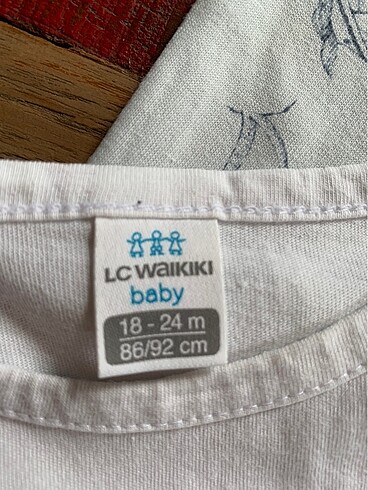 LC WAIKIKI
baby
18 - 24 m
86/92 cm